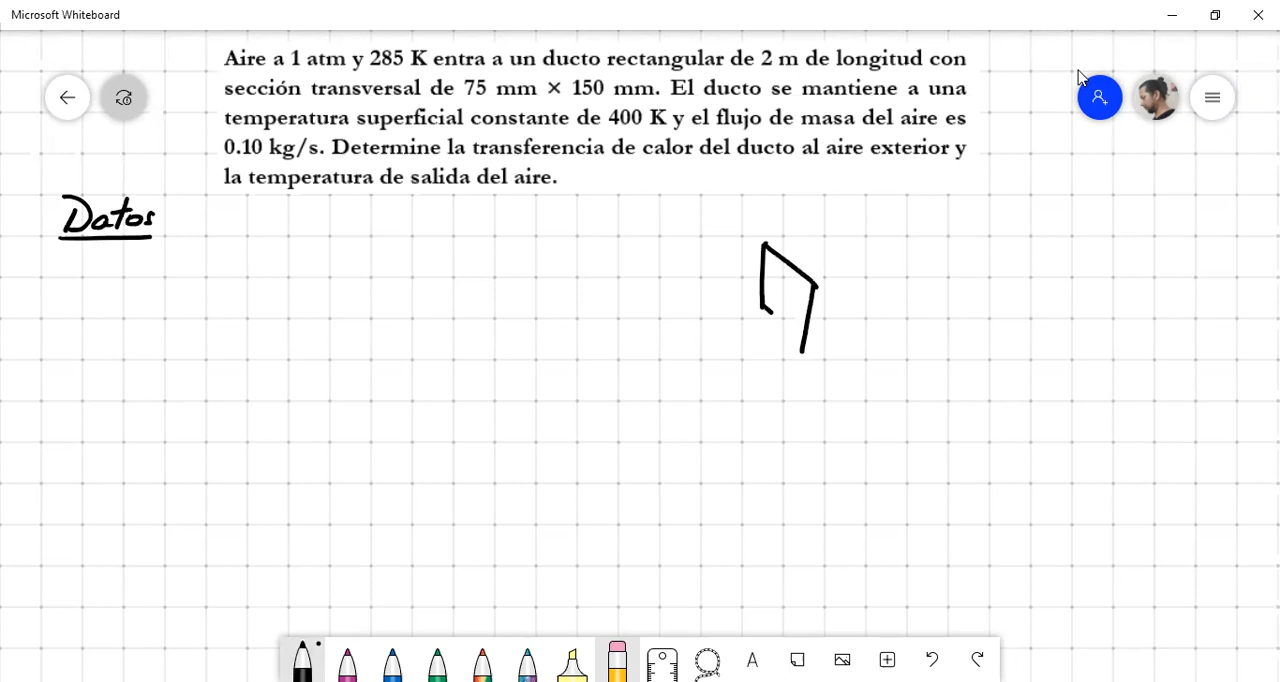 Microsoft Whiteboard
Aire a 1 atm y 285 K entra a un ducto rectangular de 2 m de longitud con
sección transversal de 75 mm × 150 mm. El ducto se mantiene a una
temperatura superficial constante de 400 K y el flujo de masa del aire es
0.10 kg/s. Determine la transferencia de calor del ducto al aire exterior y
la temperatura de salida del aire.
Datos